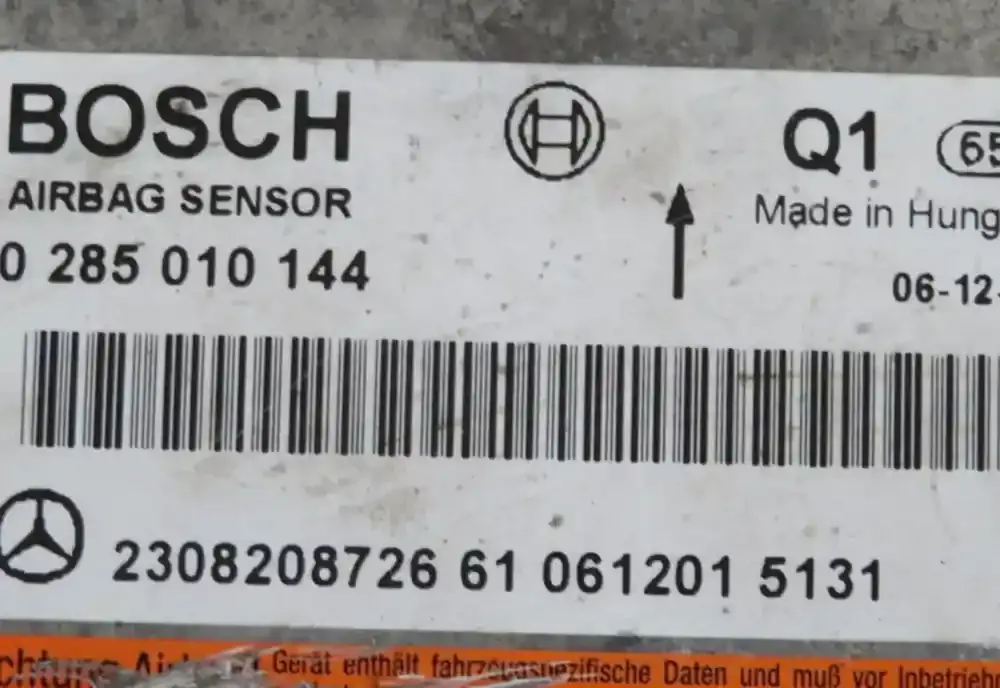 BOSCH
Q1 65
AIRBAG SENSOR
Made in Hung
0 285 010 144
06-12-
2308208726 61 061201 5131
Gerät enthält fahrzeugspezifische Daten und muß vor Inbetrieb